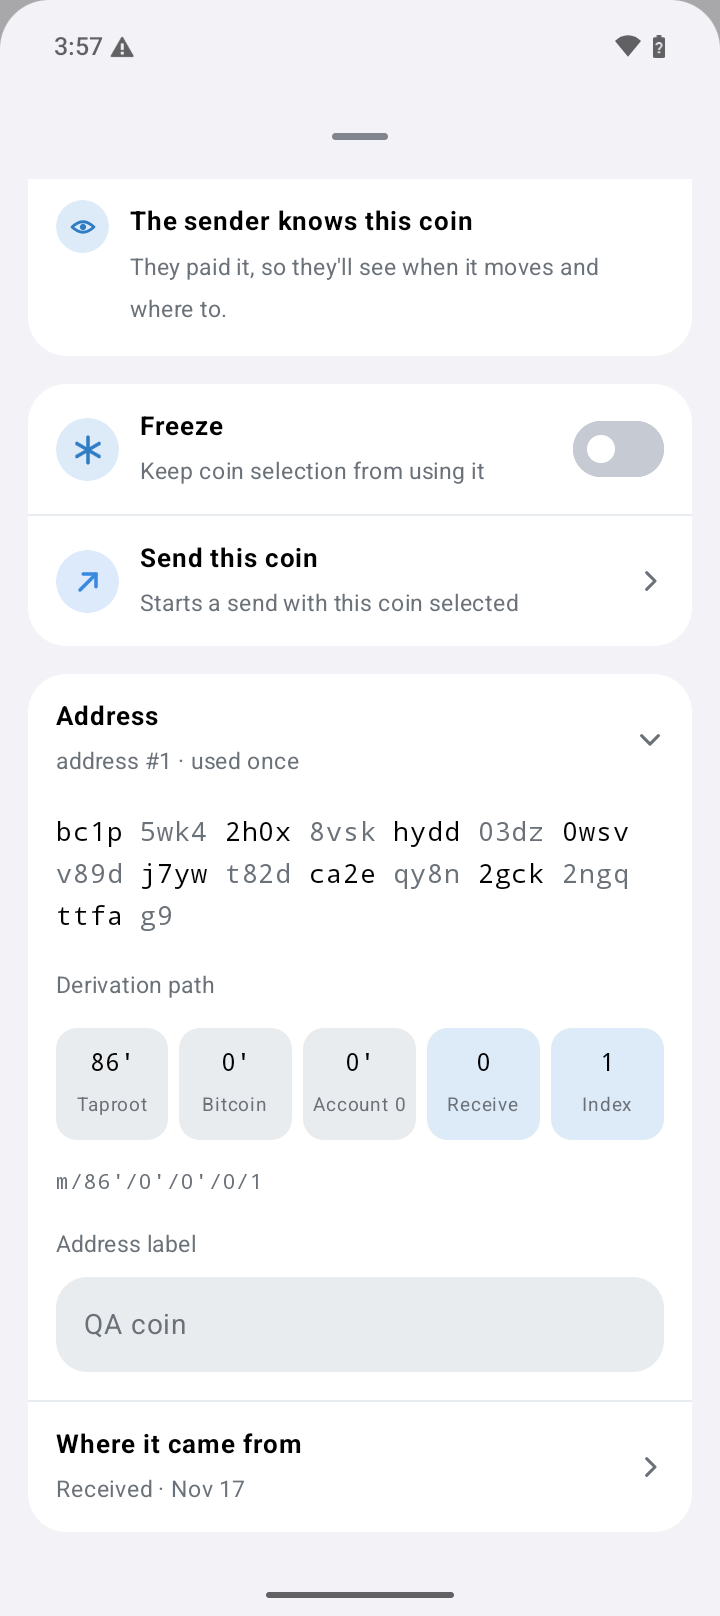 3:57
The sender knows this coin
They paid it, so they'll see when it moves and
where to.
Freeze
Keep coin selection from using it
Send this coin
Starts a send with this coin selected
Address
address #1 · used once
bc1p 5wk4 2h0x 8vsk hydd 03dz 0wsv
v89d j7yw t82d ca2e qy8n 2gck 2ngq
ttfa g9
Derivation path
86' 0' 0' 0 1
Taproot Bitcoin Account 0 Receive Index
m/86'/0'/0'/0/1
Address label
QA coin
Where it came from
Received · Nov 17